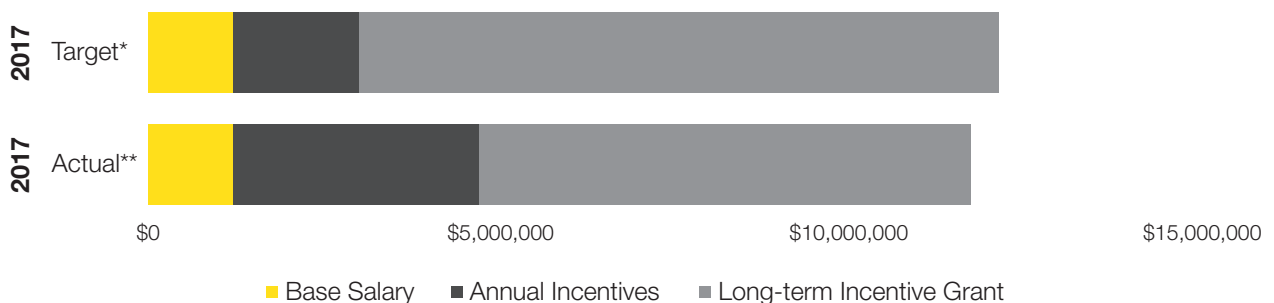 2017 Target*
2017 Actual**
$0 $5,000,000 $10,000,000 $15,000,000
Base Salary Annual Incentives Long-term Incentive Grant